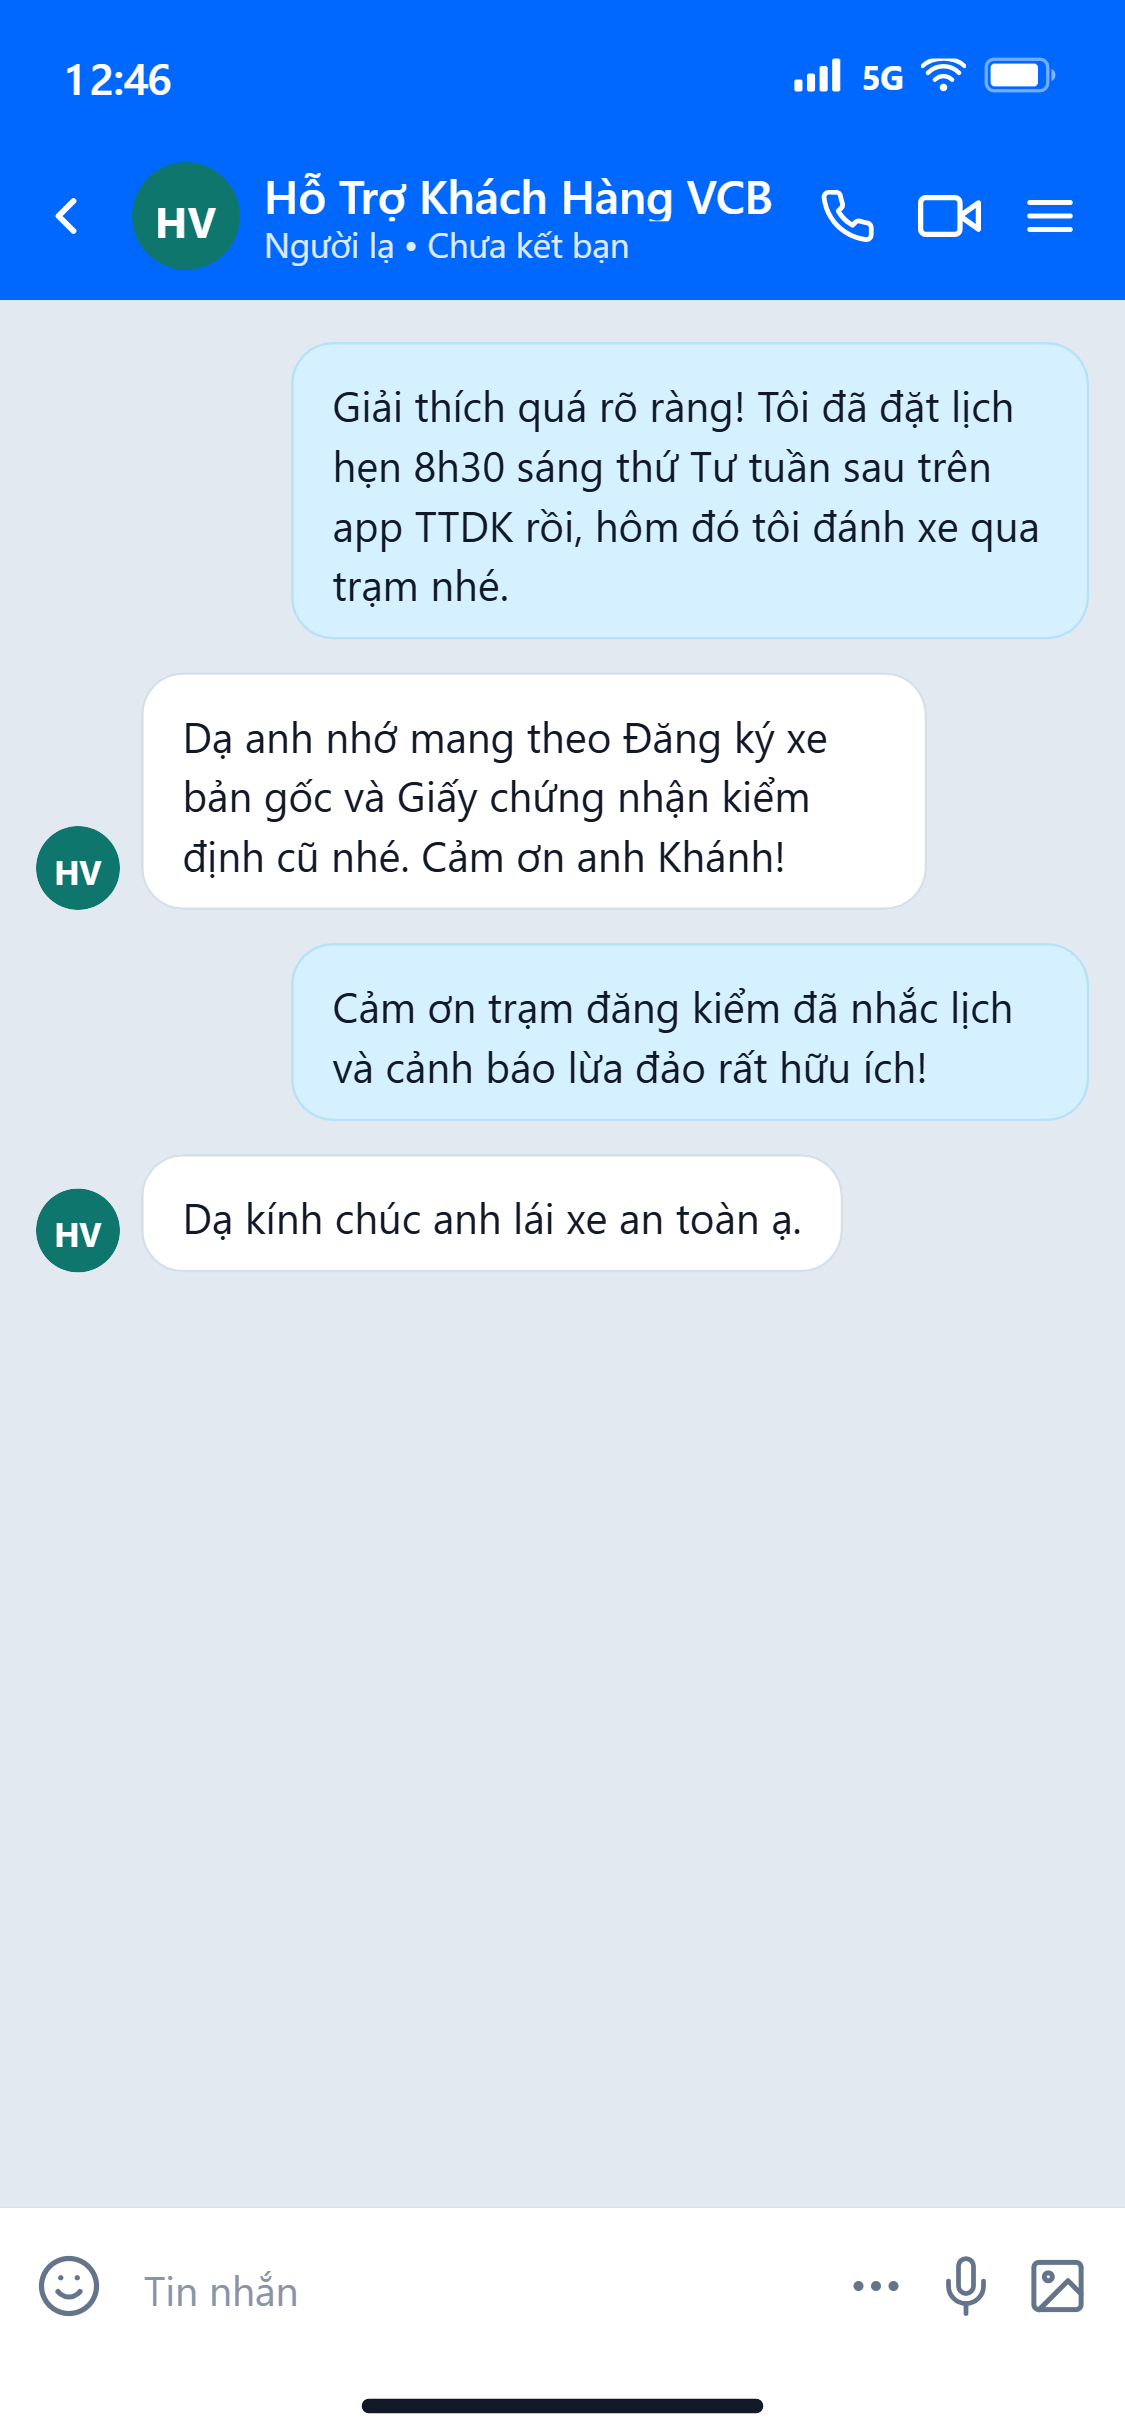 12:46
5G
HV
Hỗ Trợ Khách Hàng VCB
Người lạ • Chưa kết bạn
Giải thích quá rõ ràng! Tôi đã đặt lịch
hẹn 8h30 sáng thứ Tư tuần sau trên
app TTDK rồi, hôm đó tôi đánh xe qua
trạm nhé.
Dạ anh nhớ mang theo Đăng ký xe
bản gốc và Giấy chứng nhận kiểm
định cũ nhé. Cảm ơn anh Khánh!
HV
Cảm ơn trạm đăng kiểm đã nhắc lịch
và cảnh báo lừa đảo rất hữu ích!
Dạ kính chúc anh lái xe an toàn ạ.
HV
Tin nhắn